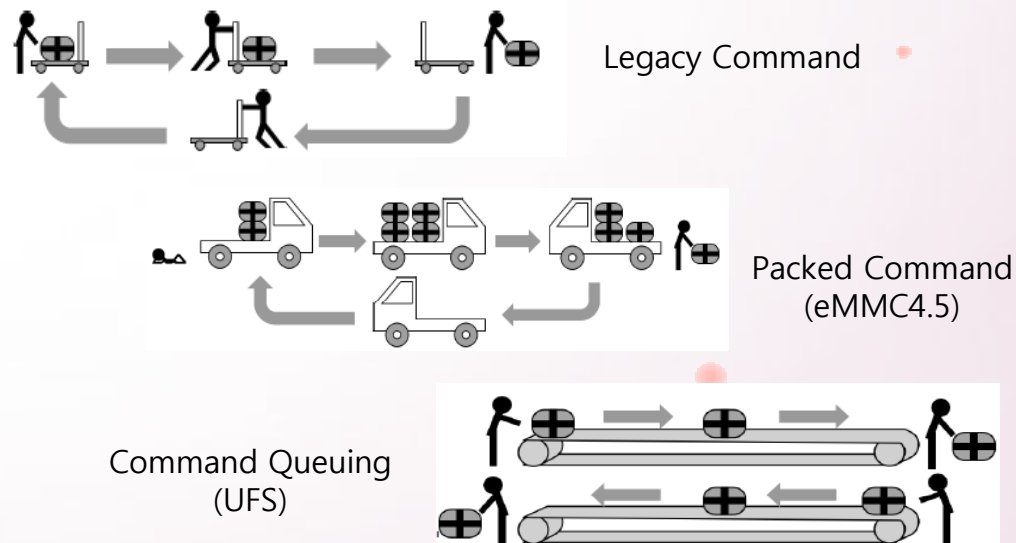 Legacy Command
Packed Command
(eMMC4.5)
Command Queuing
(UFS)